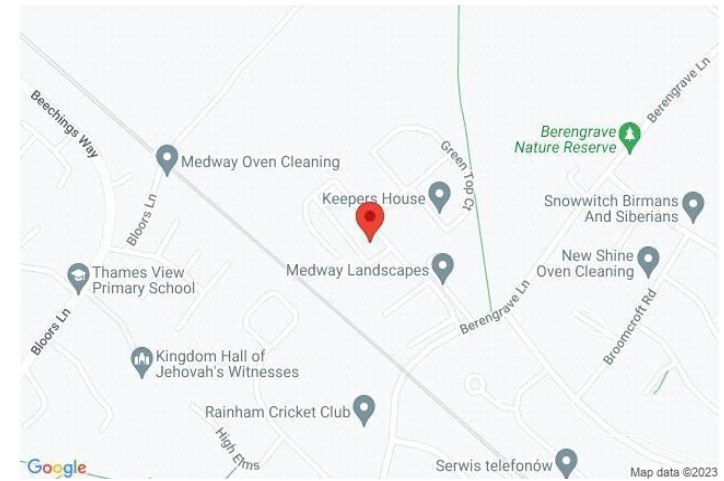 Beechings Way
Berengrave Ln
Berengrave
Nature Reserve
Green Top Ct
Medway Oven Cleaning
Keepers House
Snowwitch Birmans
And Siberians
Bloors Ln
New Shine
Oven Cleaning
Medway Landscapes
Thames View
Primary School
Berengrave Ln
Broomcroft Rd
Bloors Ln
Kingdom Hall of
Jehovah's Witnesses
Rainham Cricket Club
High Elms
Serwis telefonów
Google
Map data ©2023